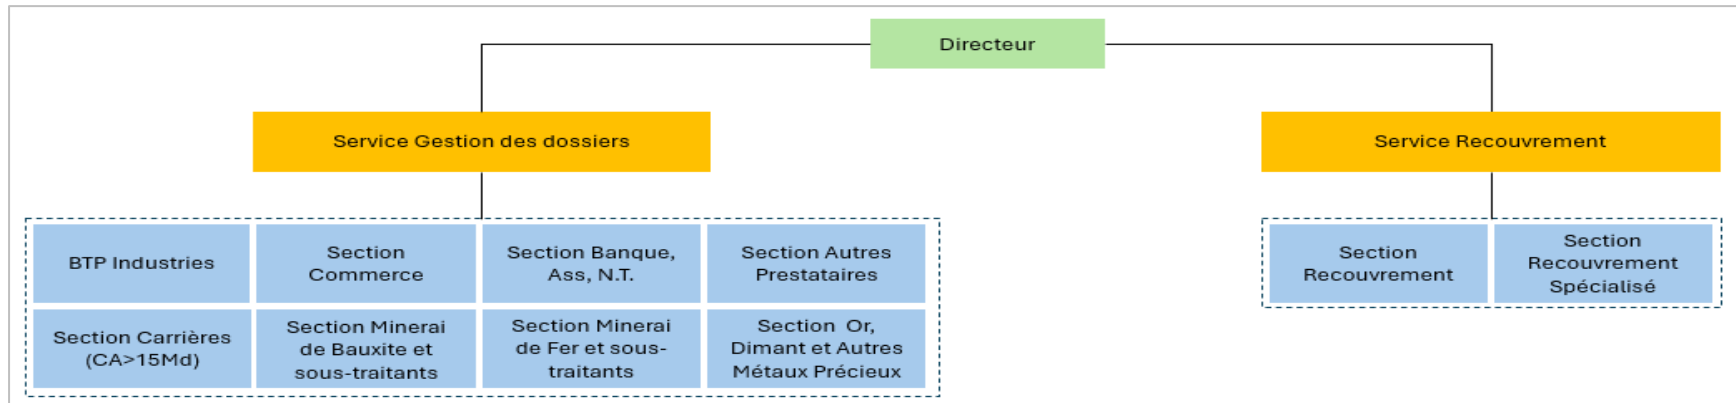 Directeur
Service Gestion des dossiers
Service Recouvrement
BTP Industries
Section
Commerce
Section Banque,
Ass, N.T.
Section Autres
Prestataires
Section Carrières
(CA>15Md)
Section Minerai
de Bauxite et
sous-traitants
Section Minerai
de Fer et sous-
traitants
Section Or,
Dimant et Autres
Métaux Précieux
Section
Recouvrement
Section
Recouvrement
Spécialisé